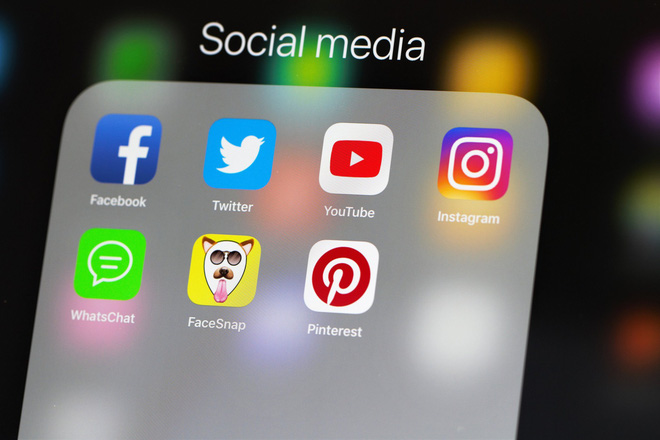 Social media
Facebook
Twitter
YouTube
Instagram
WhatsChat
FaceSnap
Pinterest